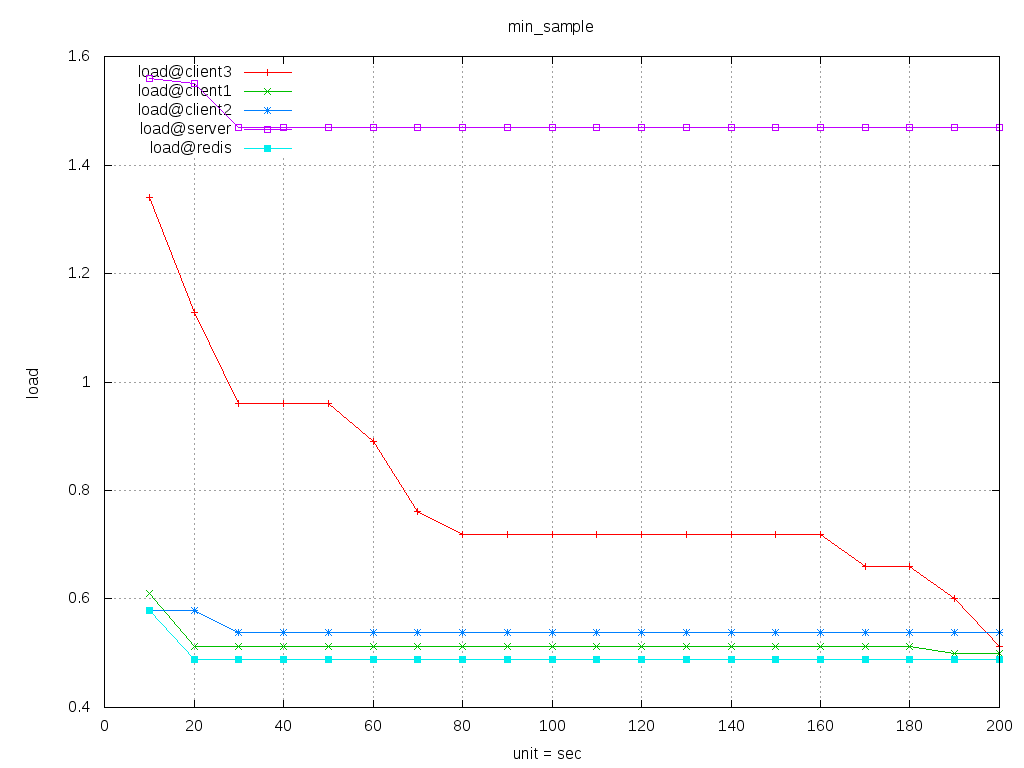 min_sample
1.6
1.4
1.2
1
0.8
0.6
0.4
load
load@client3
load@client1
load@client2
load@server
load@redis
0 20 40 60 80 100 120 140 160 180 200
unit = sec